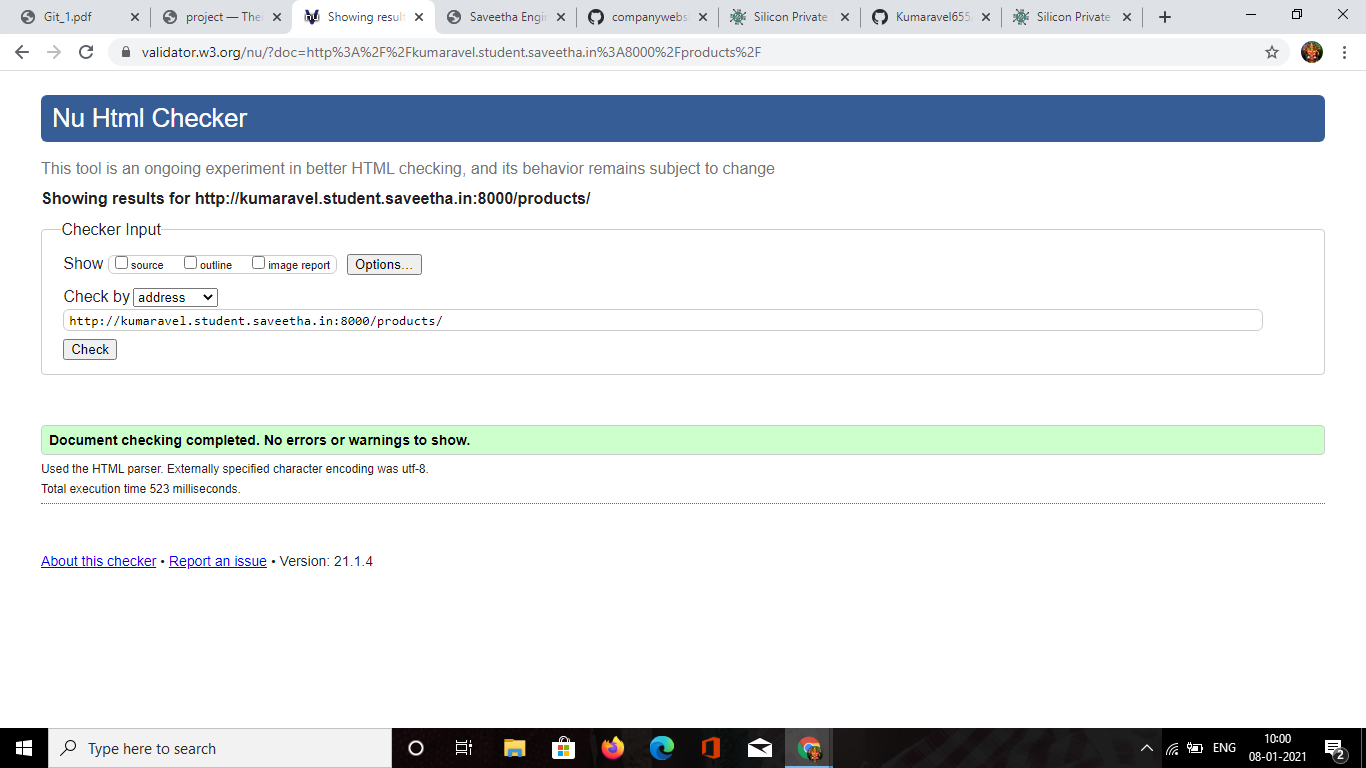 Git_1.pdf
project — Thei
Showing result
Saveetha Engin
companywebsi
Silicon Private
Kumaravel655
Silicon Private
validator.w3.org/nu/?doc=http%3A%2F%2Fkumaravel.student.saveetha.in%3A8000%2Fproducts%2F
Nu Html Checker
This tool is an ongoing experiment in better HTML checking, and its behavior remains subject to change
Showing results for http://kumaravel.student.saveetha.in:8000/products/
Checker Input
Show source outline image report Options...
Check by address
http://kumaravel.student.saveetha.in:8000/products/
Check
Document checking completed. No errors or warnings to show.
Used the HTML parser. Externally specified character encoding was utf-8.
Total execution time 523 milliseconds.
About this checker • Report an issue • Version: 21.1.4
Type here to search
ENG
10:00
08-01-2021
2